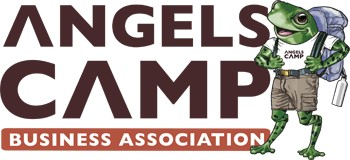 ANGELS
CAMP
BUSINESS ASSOCIATION
ANGELS
CAMP